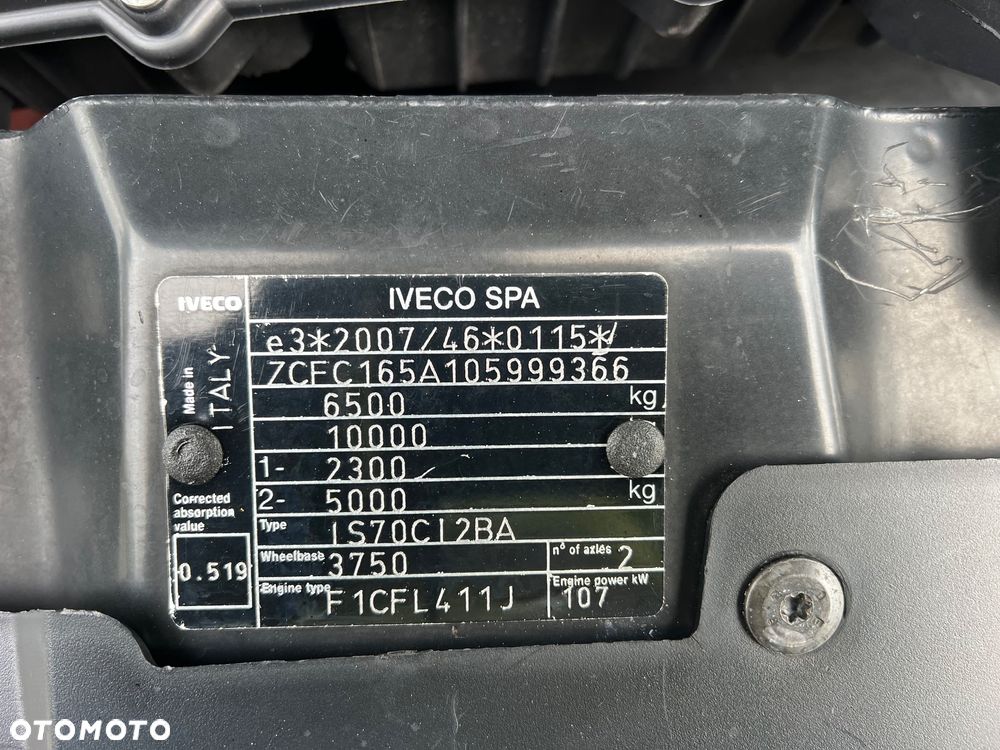 IVECO
IVECO SPA
e3*2007/46*0115*/
ZCFC165A105999366
Made in
ITALY
6500 kg
10000
1- 2300
2- 5000 kg
Corrected
absorption
value
0.519
Type IS70CI2BA
Wheelbase 3750
n° of axles 2
Engine type F1CFL411J
Engine power kW
107
OTOMOTO